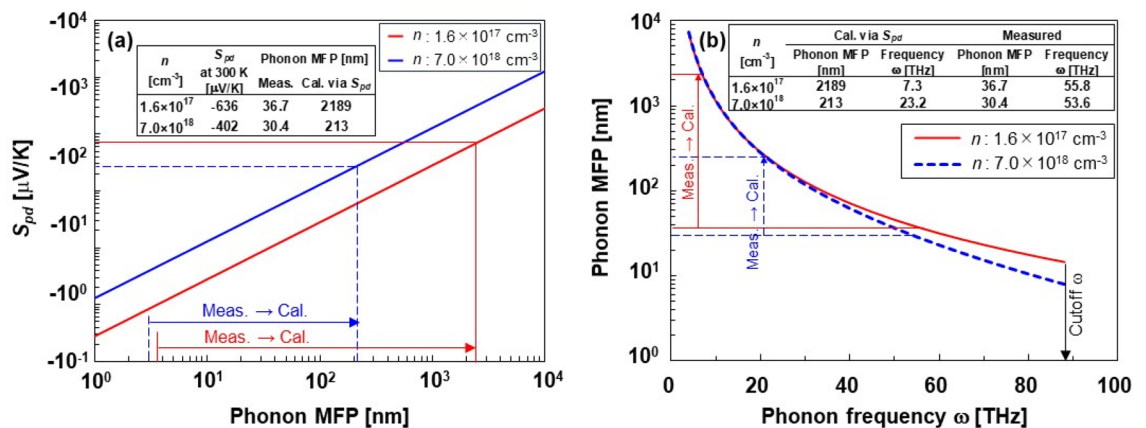 (a)
n : 1.6×10¹⁷ cm⁻³
n : 7.0×10¹⁸ cm⁻³
n
[cm⁻³]
S_pd
at 300 K
[μV/K]
Phonon MFP [nm]
Meas. Cal. via S_pd
1.6×10¹⁷ -636 36.7 2189
7.0×10¹⁸ -402 30.4 213
-10⁴
-10³
-10²
-10¹
-10⁰
-10⁻¹
S_pd [μV/K]
Meas. → Cal.
Meas. → Cal.
10⁰ 10¹ 10² 10³ 10⁴
Phonon MFP [nm]
(b)
n
[cm⁻³]
Cal. via S_pd Measured
Phonon MFP
[nm]
Frequency
ω [THz]
Phonon MFP
[nm]
Frequency
ω [THz]
1.6×10¹⁷ 2189 7.3 36.7 55.8
7.0×10¹⁸ 213 23.2 30.4 53.6
n : 1.6×10¹⁷ cm⁻³
n : 7.0×10¹⁸ cm⁻³
10⁴
10³
10²
10¹
10⁰
Phonon MFP [nm]
Meas. → Cal.
Meas. → Cal.
Cutoff ω
0 20 40 60 80 100
Phonon frequency ω [THz]